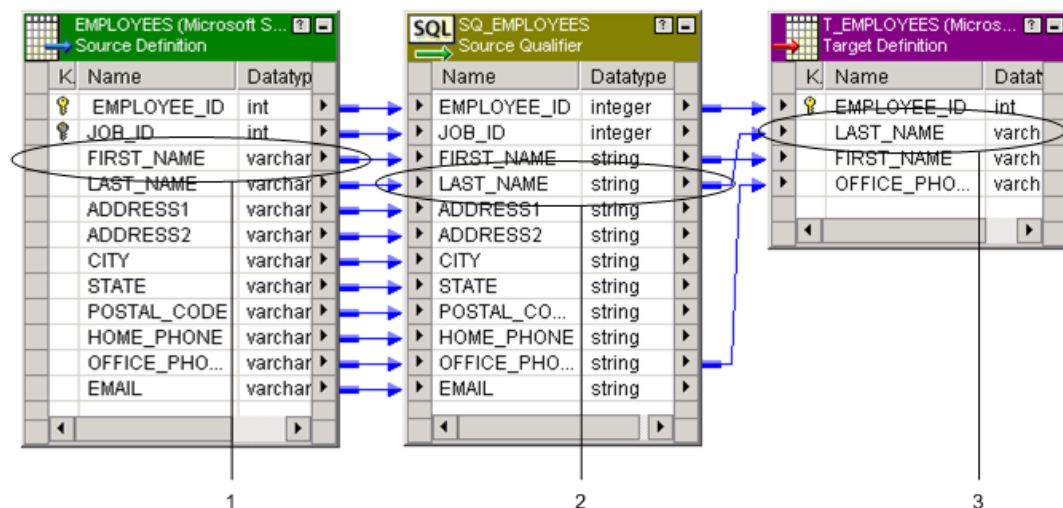 EMPLOYEES (Microsoft S... ? -
Source Definition
K. Name Datatyp
EMPLOYEE_ID int
JOB_ID int
FIRST_NAME varchar
LAST_NAME varchar
ADDRESS1 varchar
ADDRESS2 varchar
CITY varchar
STATE varchar
POSTAL_CODE varchar
HOME_PHONE varchar
OFFICE_PHO... varchar
EMAIL varchar
SQL SQ_EMPLOYEES ? -
Source Qualifier
Name Datatype
EMPLOYEE_ID integer
JOB_ID integer
FIRST_NAME string
LAST_NAME string
ADDRESS1 string
ADDRESS2 string
CITY string
STATE string
POSTAL_CO... string
HOME_PHONE string
OFFICE_PHO... string
EMAIL string
T_EMPLOYEES (Micros... ? -
Target Definition
K Name Datat
EMPLOYEE_ID int
LAST_NAME varch
FIRST_NAME varch
OFFICE_PHO... varch
1 2 3